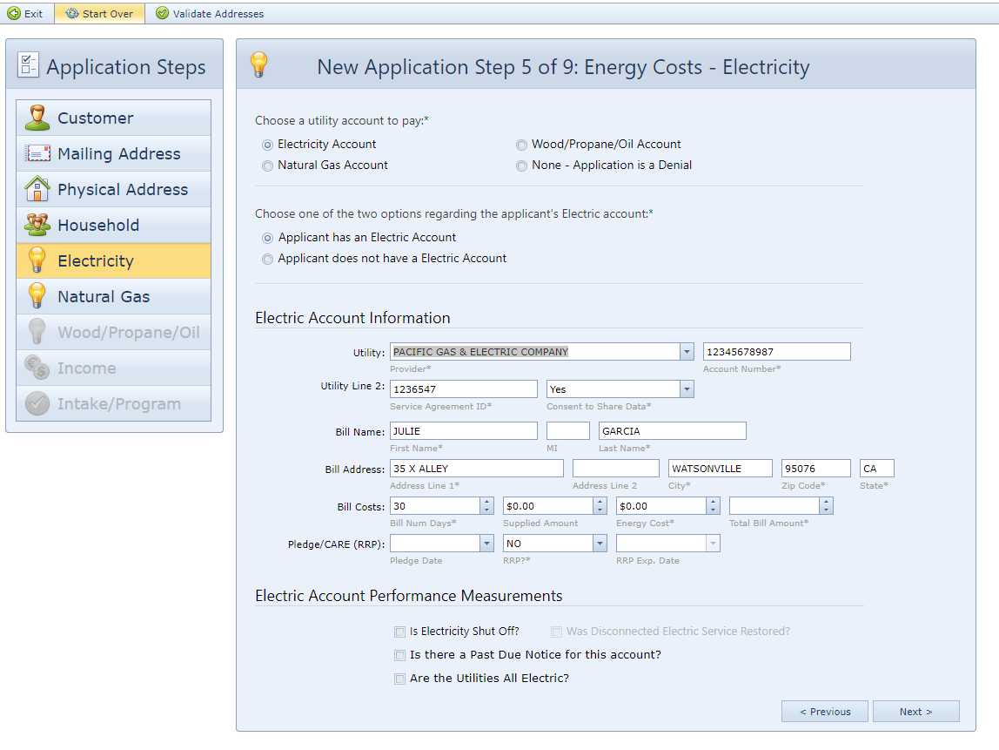 Exit Start Over Validate Addresses
Application Steps
Customer
Mailing Address
Physical Address
Household
Electricity
Natural Gas
Wood/Propane/Oil
Income
Intake/Program
New Application Step 5 of 9: Energy Costs - Electricity
Choose a utility account to pay:*
Electricity Account Wood/Propane/Oil Account
Natural Gas Account None - Application is a Denial
Choose one of the two options regarding the applicant's Electric account:*
Applicant has an Electric Account
Applicant does not have a Electric Account
Electric Account Information
Utility: PACIFIC GAS & ELECTRIC COMPANY 12345678987
Provider* Account Number*
Utility Line 2: 1236547 Yes
Service Agreement ID* Consent to Share Data*
Bill Name: JULIE GARCIA
First Name* MI Last Name*
Bill Address: 35 X ALLEY WATSONVILLE 95076 CA
Address Line 1* Address Line 2 City* Zip Code* State*
Bill Costs: 30 $0.00 $0.00
Bill Num Days* Supplied Amount Energy Cost* Total Bill Amount*
Pledge/CARE (RRP): NO
Pledge Date RRP?* RRP Exp. Date
Electric Account Performance Measurements
Is Electricity Shut Off? Was Disconnected Electric Service Restored?
Is there a Past Due Notice for this account?
Are the Utilities All Electric?
< Previous Next >